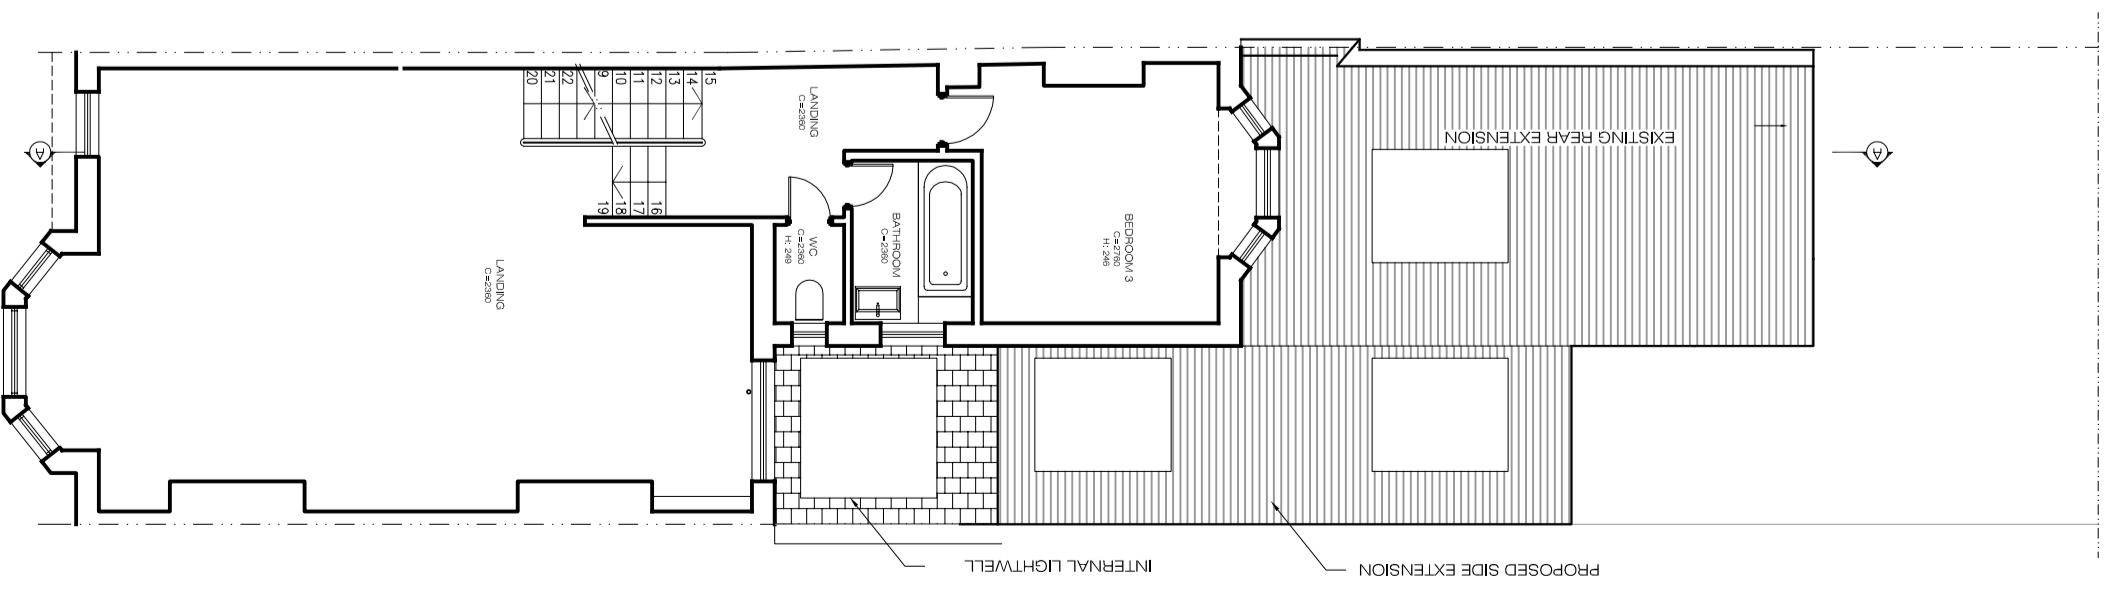 A
20
21
22
9
10
11
12
13
14
15
16
17
18
19
LANDING
C=2360
LANDING
C=2360
WC
C=2360
H: 249
BATHROOM
C=2360
BEDROOM 3
C=2760
H: 246
EXISTING REAR EXTENSION
A
INTERNAL LIGHTWELL
PROPOSED SIDE EXTENSION